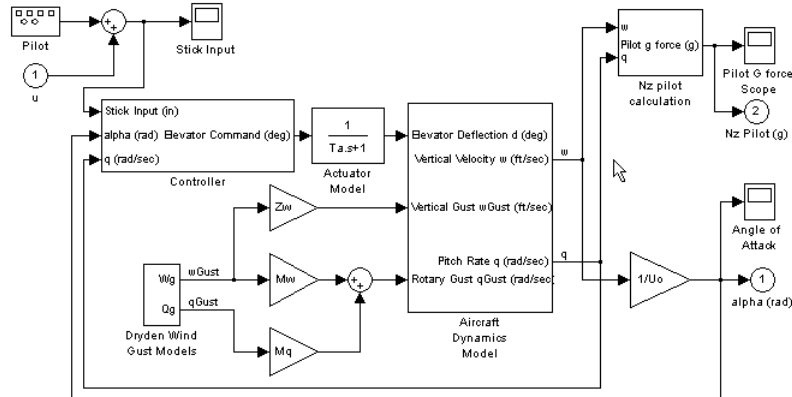 Pilot
Stick Input
1
u
Stick Input (in)
alpha (rad) Elevator Command (deg)
q (rad/sec)
Controller
1
Ta.s+1
Actuator
Model
Elevator Deflection d (deg)
Vertical Velocity w (ft/sec)
Vertical Gust wGust (ft/sec)
Pitch Rate q (rad/sec)
Rotary Gust qGust (rad/sec)
Aircraft
Dynamics
Model
w
q
w
Pilot g force (g)
q
Nz pilot
calculation
Pilot G force
Scope
2
Nz Pilot (g)
Angle of
Attack
1/Uo
1
alpha (rad)
Zw
Mw
Mq
Wg
wGust
Qg
qGust
Dryden Wind
Gust Models